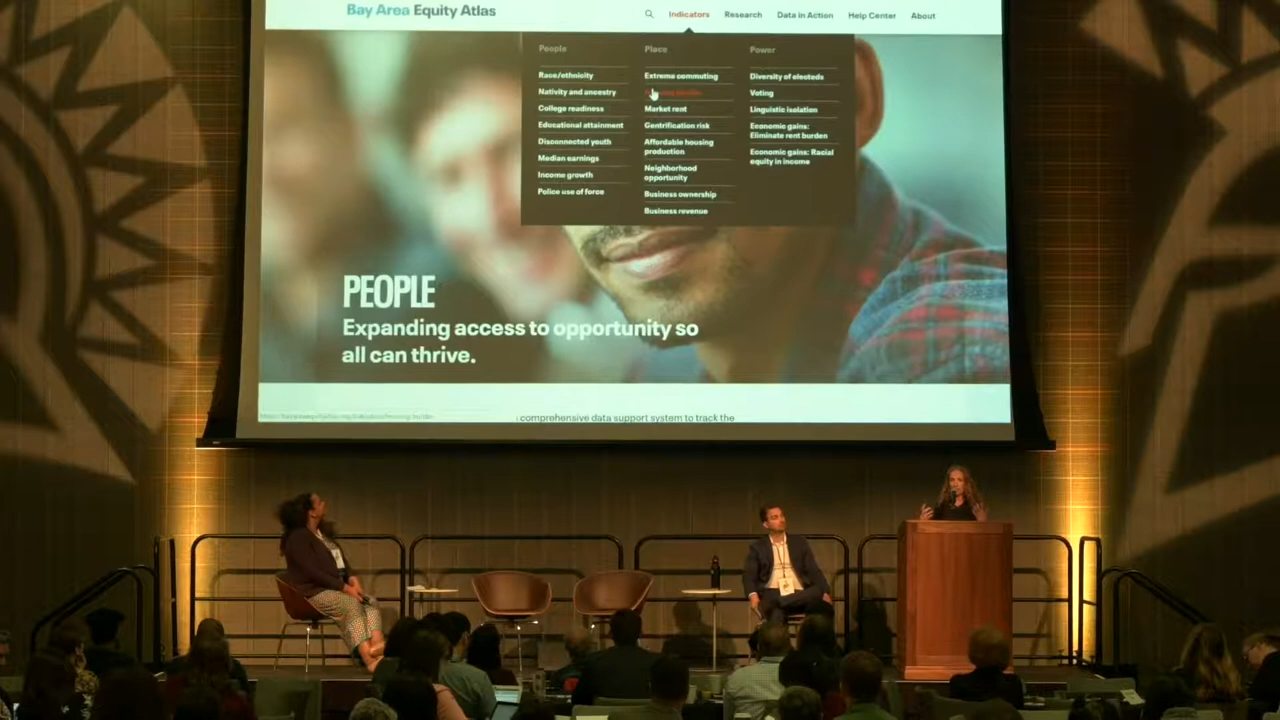 Bay Area Equity Atlas
Indicators
Research
Data in Action
Help Center
About
People
Race/ethnicity
Nativity and ancestry
College readiness
Educational attainment
Disconnected youth
Median earnings
Income growth
Police use of force
Place
Extreme commuting
Market rent
Gentrification risk
Affordable housing
production
Neighborhood
opportunity
Business ownership
Business revenue
Power
Diversity of electeds
Voting
Linguistic isolation
Economic gains:
Eliminate rent burden
Economic gains: Racial
equity in income
PEOPLE
Expanding access to opportunity so
all can thrive.
comprehensive data support system to track the